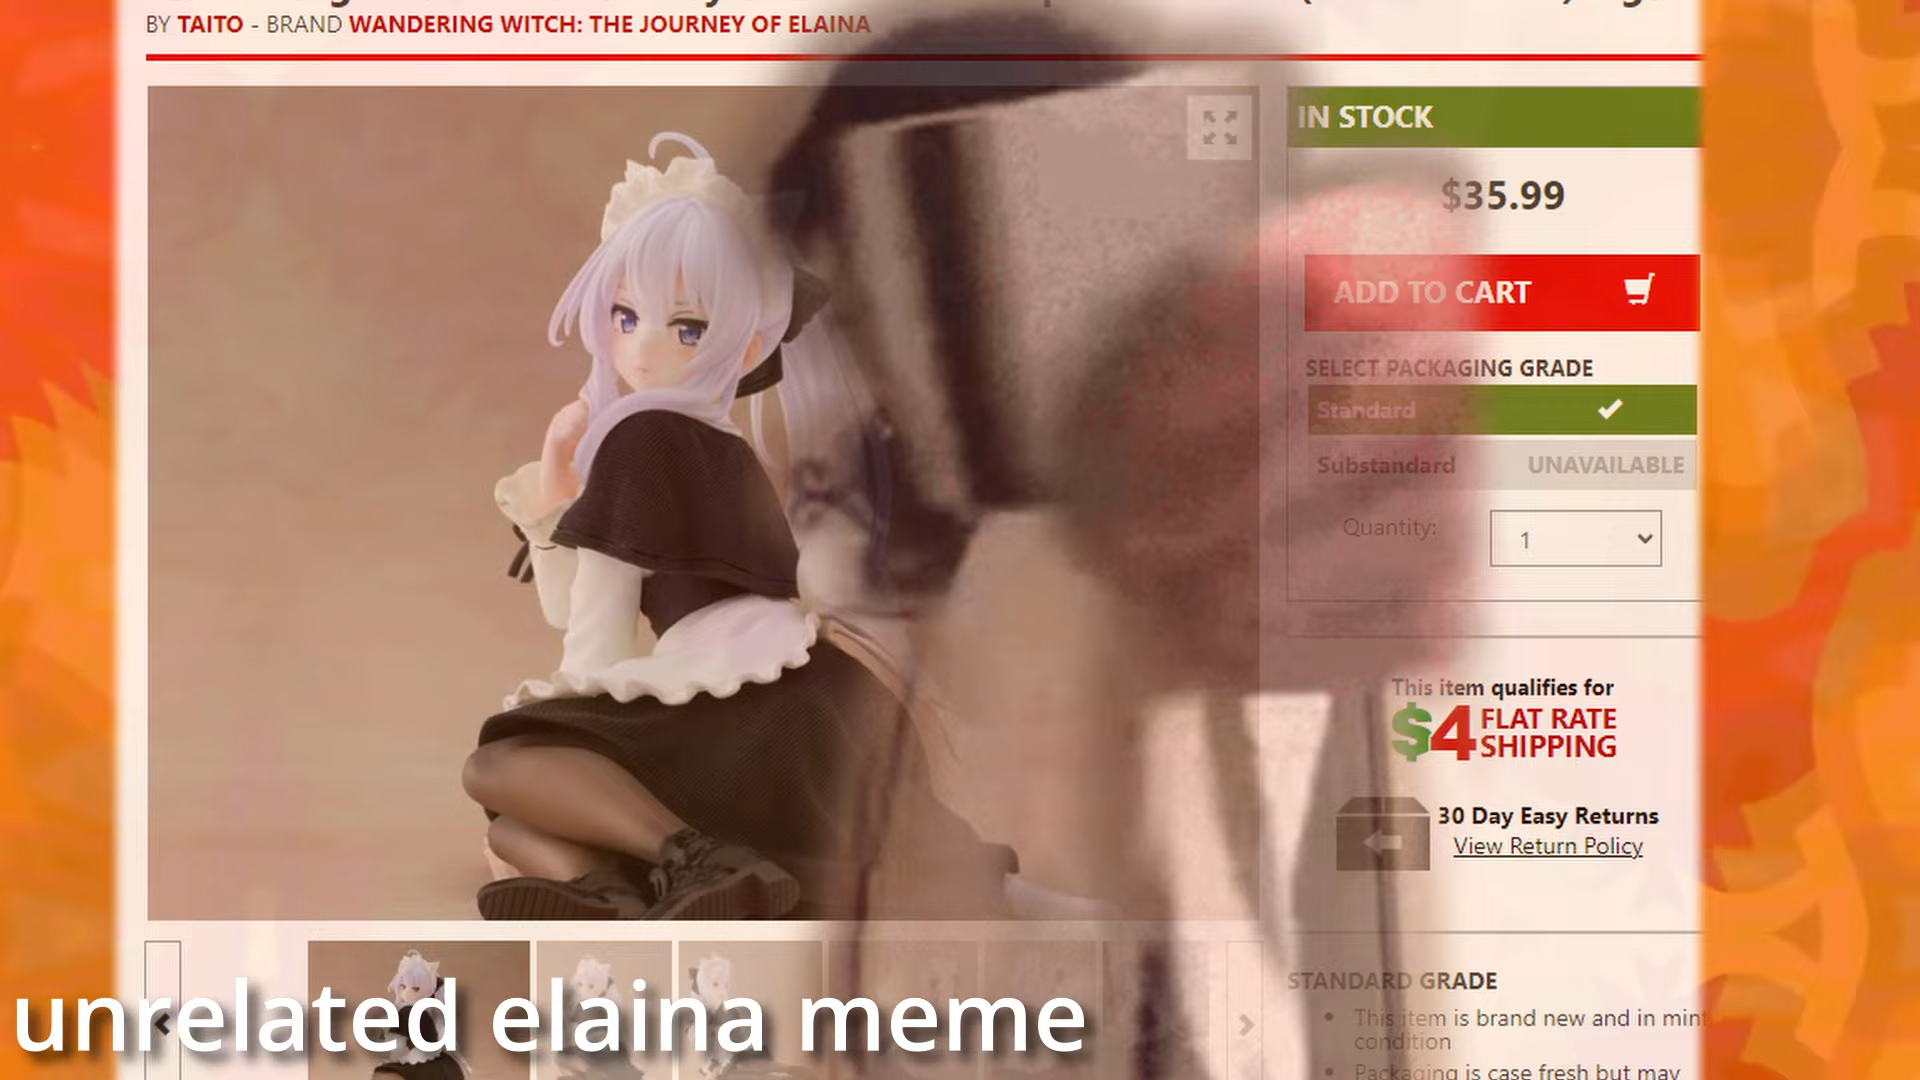 BY TAITO - BRAND WANDERING WITCH: THE JOURNEY OF ELAINA
IN STOCK
$35.99
ADD TO CART
SELECT PACKAGING GRADE
Standard
Substandard UNAVAILABLE
Quantity: 1
This item qualifies for
$4 FLAT RATE
SHIPPING
30 Day Easy Returns
View Return Policy
STANDARD GRADE
• This item is brand new and in mint
condition
• Packaging is case fresh but may
unrelated elaina meme